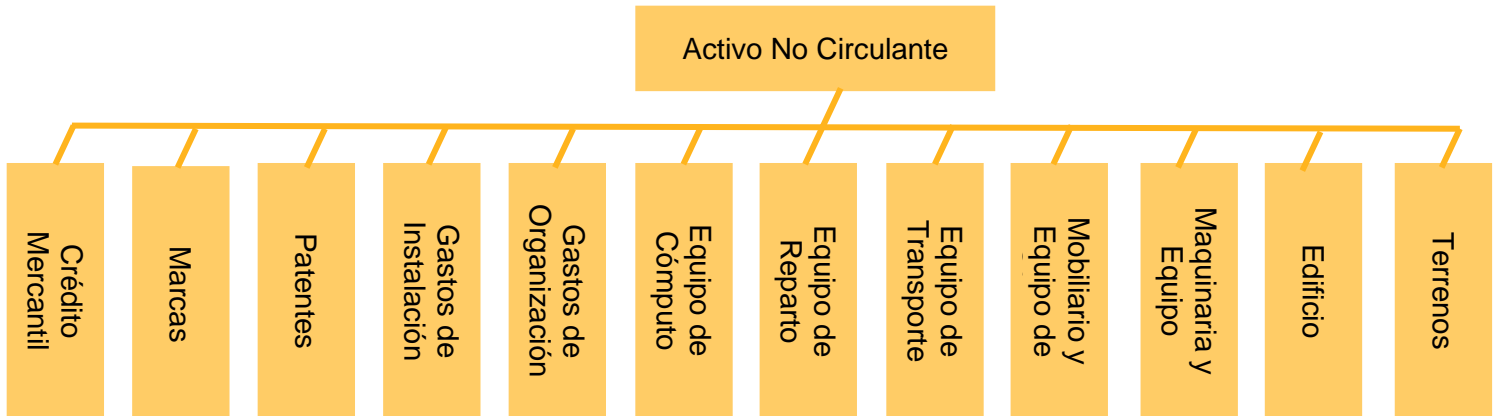 Activo No Circulante
Crédito
Mercantil
Marcas
Patentes
Gastos de
Instalación
Gastos de
Organización
Equipo de
Cómputo
Equipo de
Reparto
Equipo de
Transporte
Mobiliario y
Equipo de
Maquinaria y
Equipo
Edificio
Terrenos